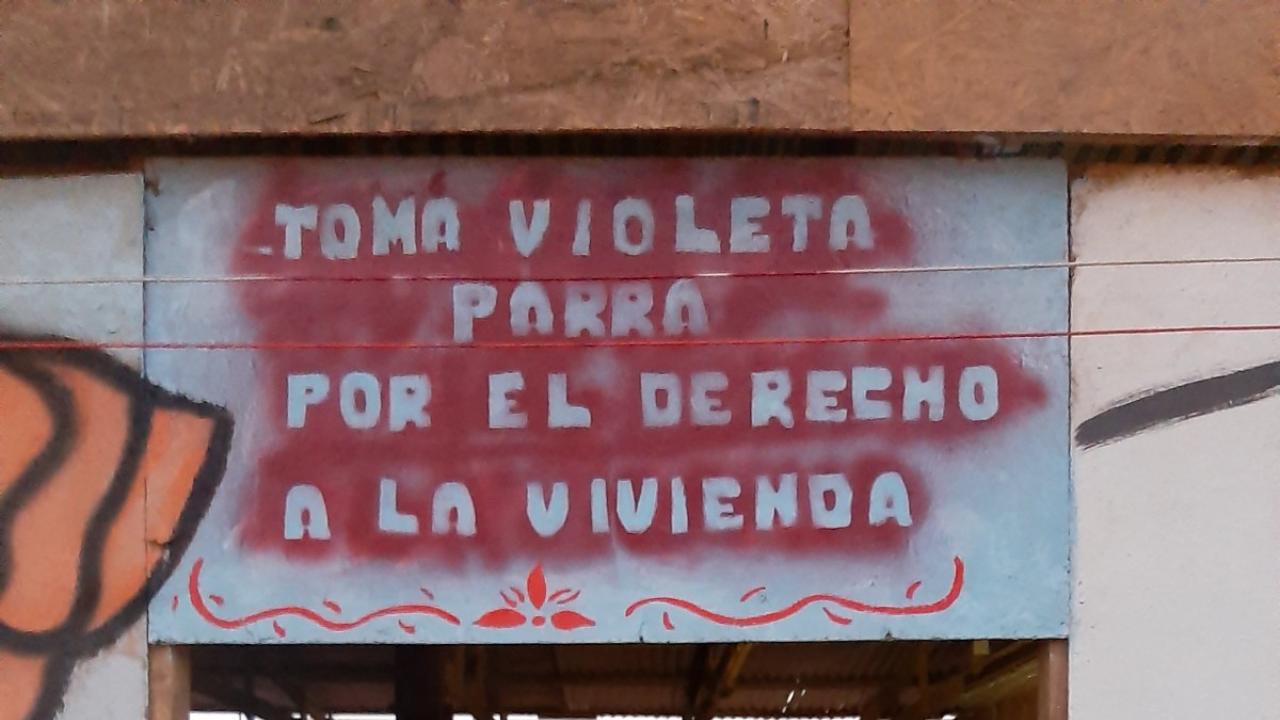 TOMA VIOLETA
PARRA
POR EL DERECHO
A LA VIVIENDA